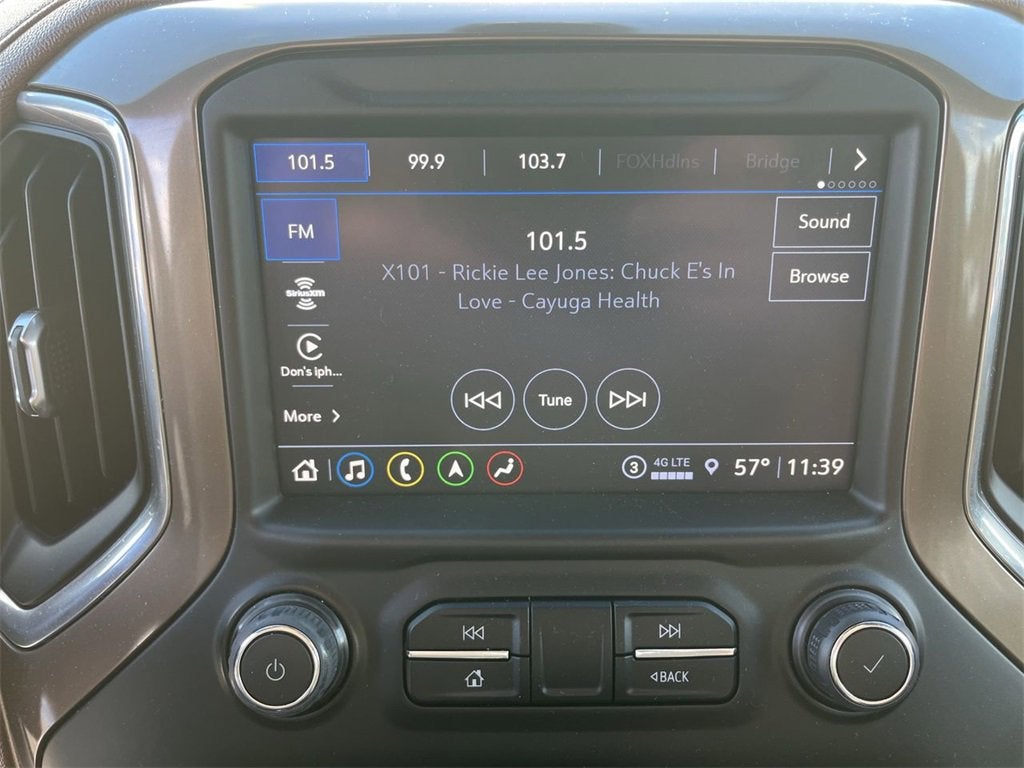 101.5 99.9 103.7 FOXHdlns Bridge
FM
SiriusXM
Don's iph...
More
101.5
X101 - Rickie Lee Jones: Chuck E's In
Love - Cayuga Health
Sound
Browse
Tune
3 4G LTE 57° 11:39
BACK